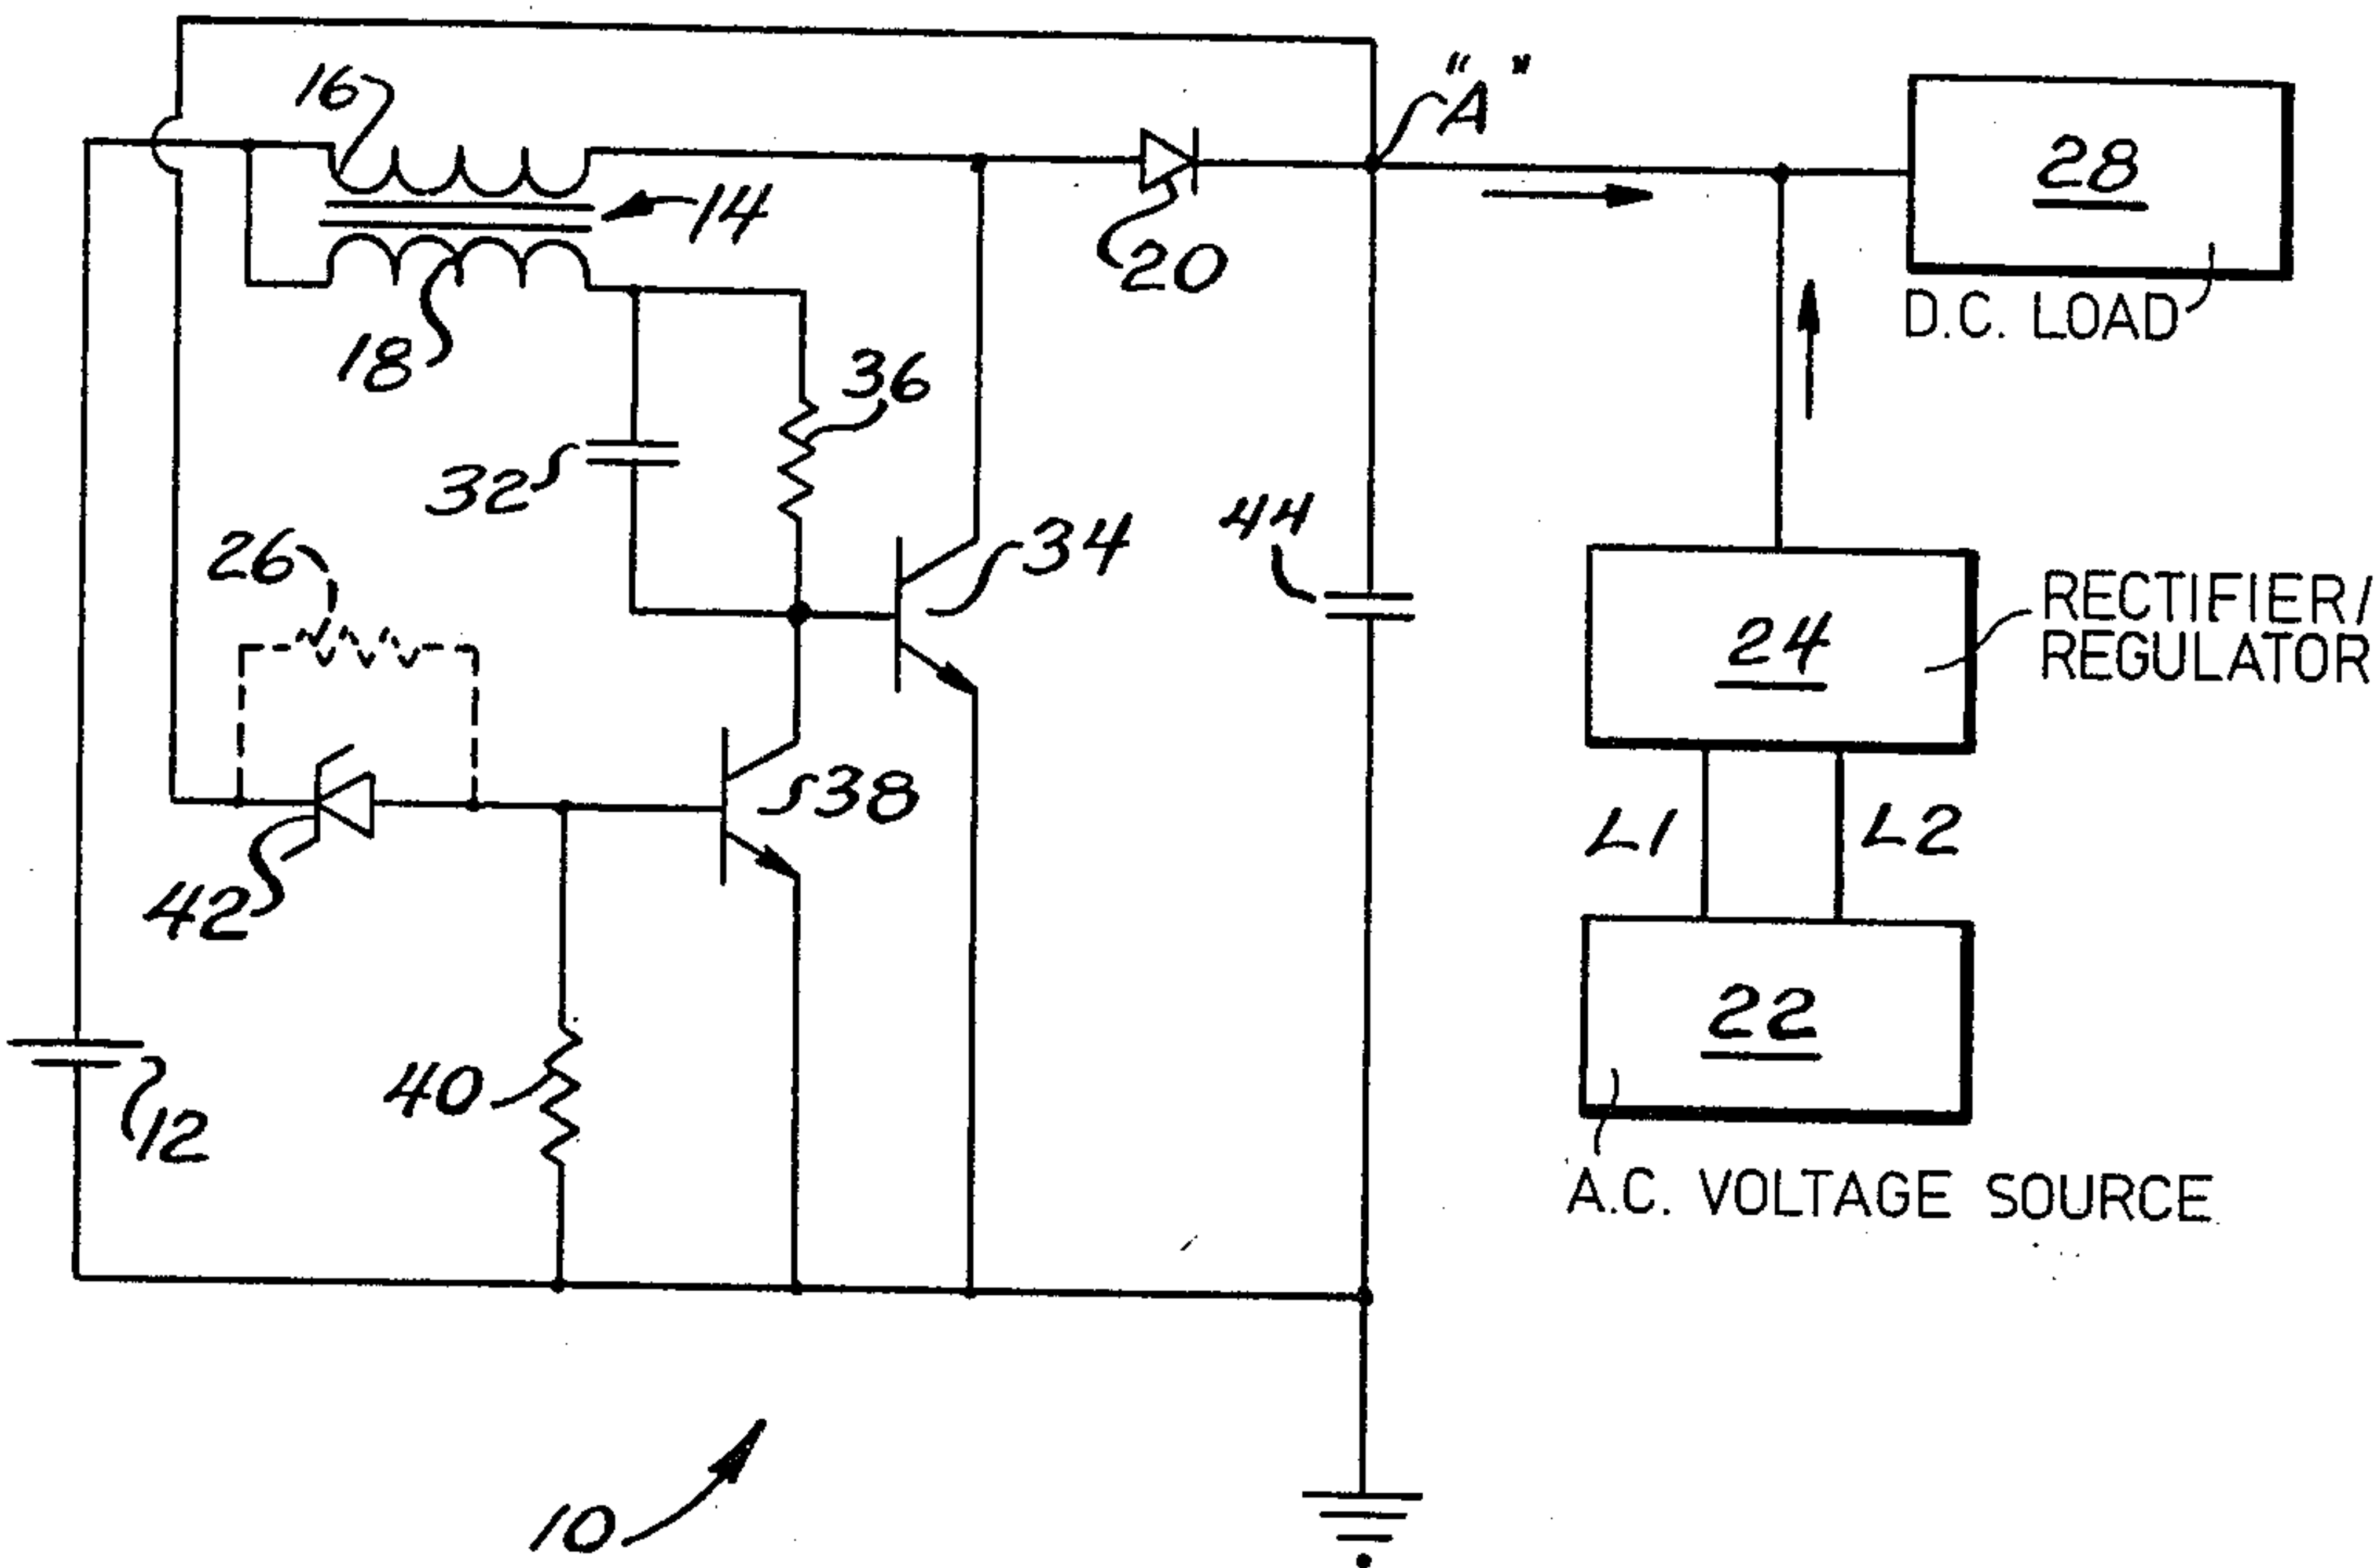 16
"A"
14
28
20
D.C. LOAD
18
36
32
26
34
44
24
RECTIFIER/
REGULATOR
38
42
L1
L2
22
40
12
A.C. VOLTAGE SOURCE
10